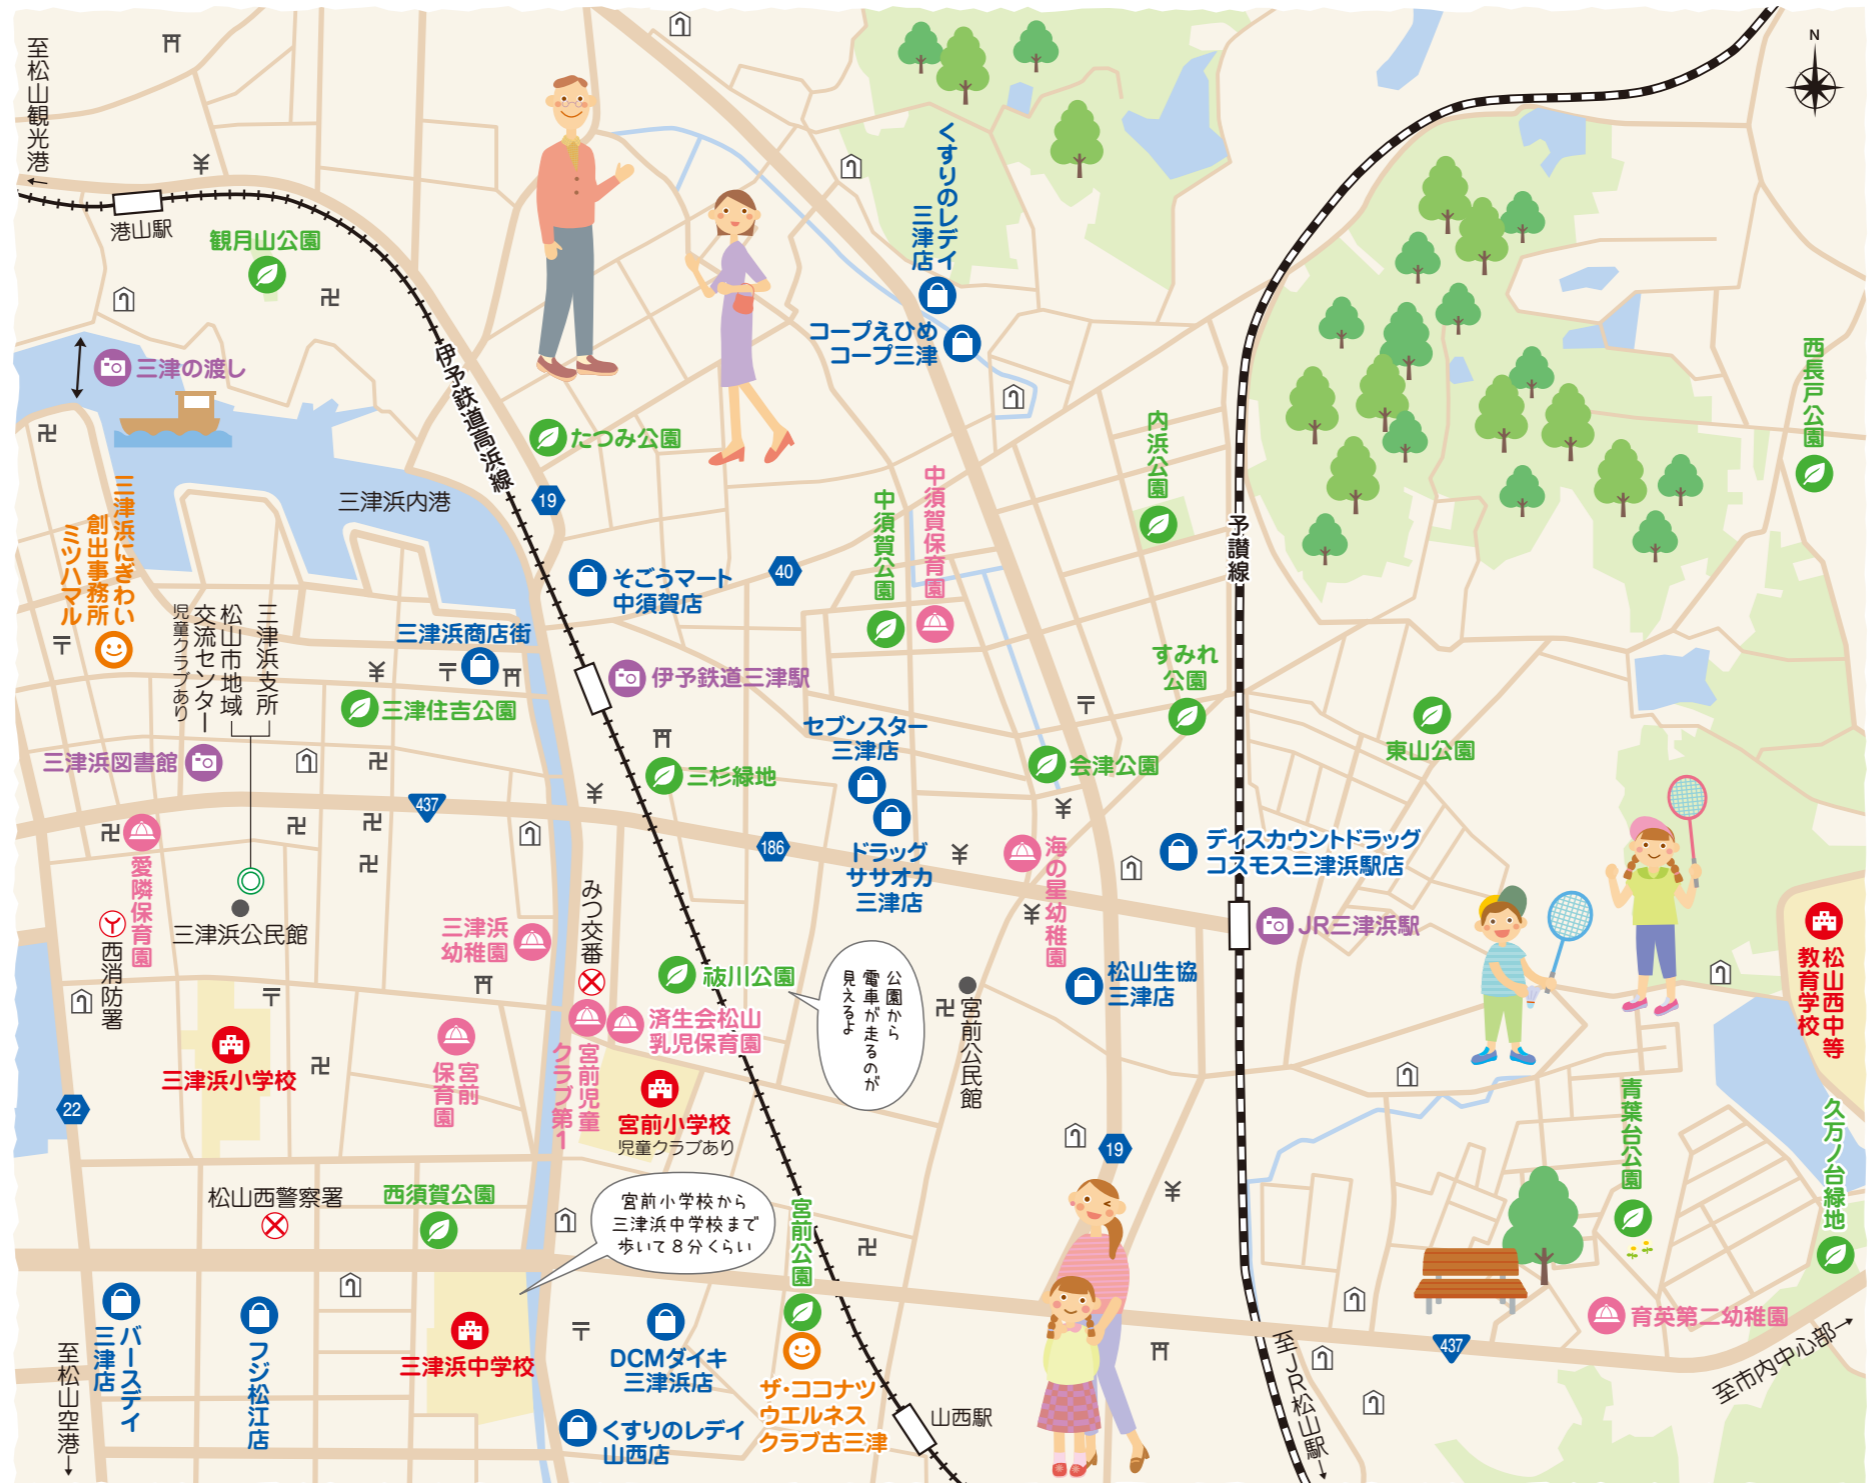 至松山観光港
港山駅
観月山公園
三津の渡し
伊予鉄道高浜線
三津浜内港
たつみ公園
19
くすりのレデイ
三津店
コープえひめ
コープ三津
N
西長戸公園
内浜公園
中須賀公園
中須賀保育園
予讃線
三津浜にぎわい
創出事務所
ミツハマル
そごうマート
中須賀店
40
三津浜商店街
三津浜支所
松山市地域
交流センター
児童クラブあり
三津住吉公園
伊予鉄道三津駅
三津浜図書館
三杉緑地
セブンスター
三津店
ドラッグ
ササオカ
三津店
会津公園
すみれ
公園
東山公園
437
186
愛隣保育園
三津浜公民館
西消防署
三津浜
幼稚園
みつ交番
祓川公園
公園から
電車が走るのが
見えるよ
海の星幼稚園
ディスカウントドラッグ
コスモス三津浜駅店
JR三津浜駅
松山生協
三津店
宮前公民館
松山西中等
教育学校
三津浜小学校
宮前
保育園
宮前児童
クラブ第1
済生会松山
乳児保育園
宮前小学校
児童クラブあり
22
19
青葉台公園
久万ノ台緑地
松山西警察署
西須賀公園
宮前小学校から
三津浜中学校まで
歩いて8分くらい
宮前公園
バースデイ
三津店
フジ松江店
三津浜中学校
DCMダイキ
三津浜店
くすりのレデイ
山西店
ザ・ココナツ
ウエルネス
クラブ古三津
山西駅
育英第二幼稚園
437
至松山空港
至JR松山駅
至市内中心部